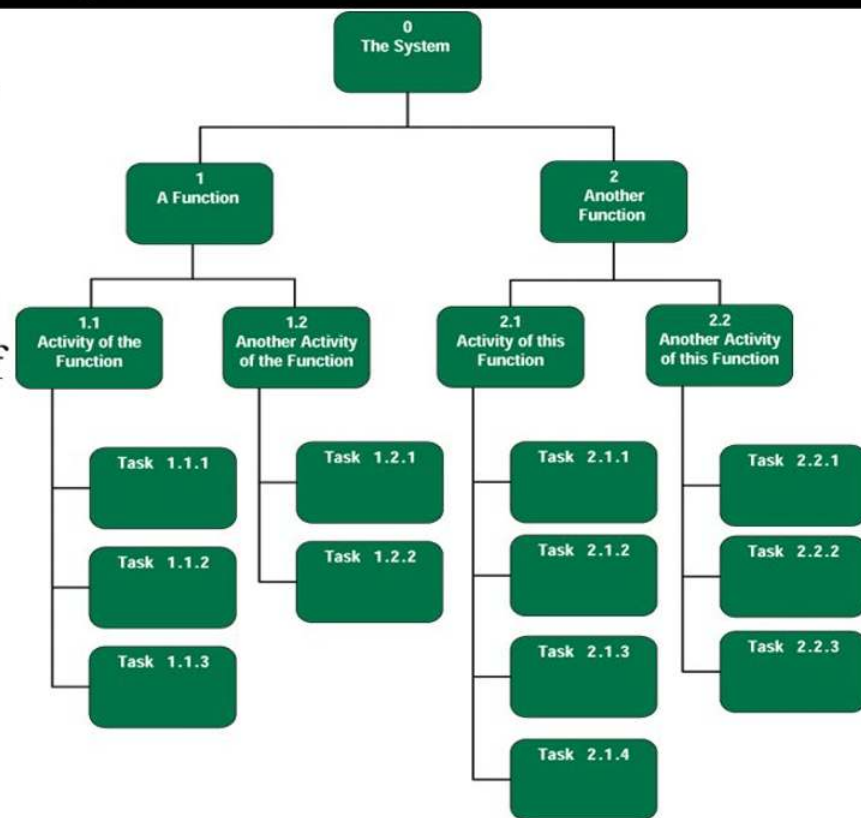 0
The System
1
A Function
2
Another
Function
1.1
Activity of the
Function
1.2
Another Activity
of the Function
2.1
Activity of this
Function
2.2
Another Activity
of this Function
f
Task 1.1.1
Task 1.1.2
Task 1.1.3
Task 1.2.1
Task 1.2.2
Task 2.1.1
Task 2.1.2
Task 2.1.3
Task 2.1.4
Task 2.2.1
Task 2.2.2
Task 2.2.3